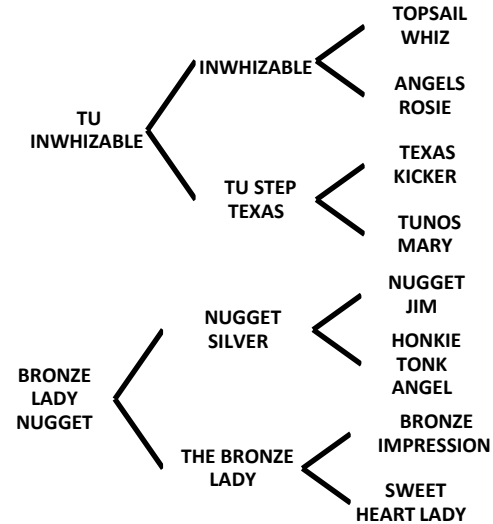 TOPSAIL
WHIZ
INWHIZABLE
ANGELS
ROSIE
TU
INWHIZABLE
TEXAS
KICKER
TU STEP
TEXAS
TUNOS
MARY
NUGGET
JIM
NUGGET
SILVER
HONKIE
TONK
ANGEL
BRONZE
LADY
NUGGET
BRONZE
IMPRESSION
THE BRONZE
LADY
SWEET
HEART LADY